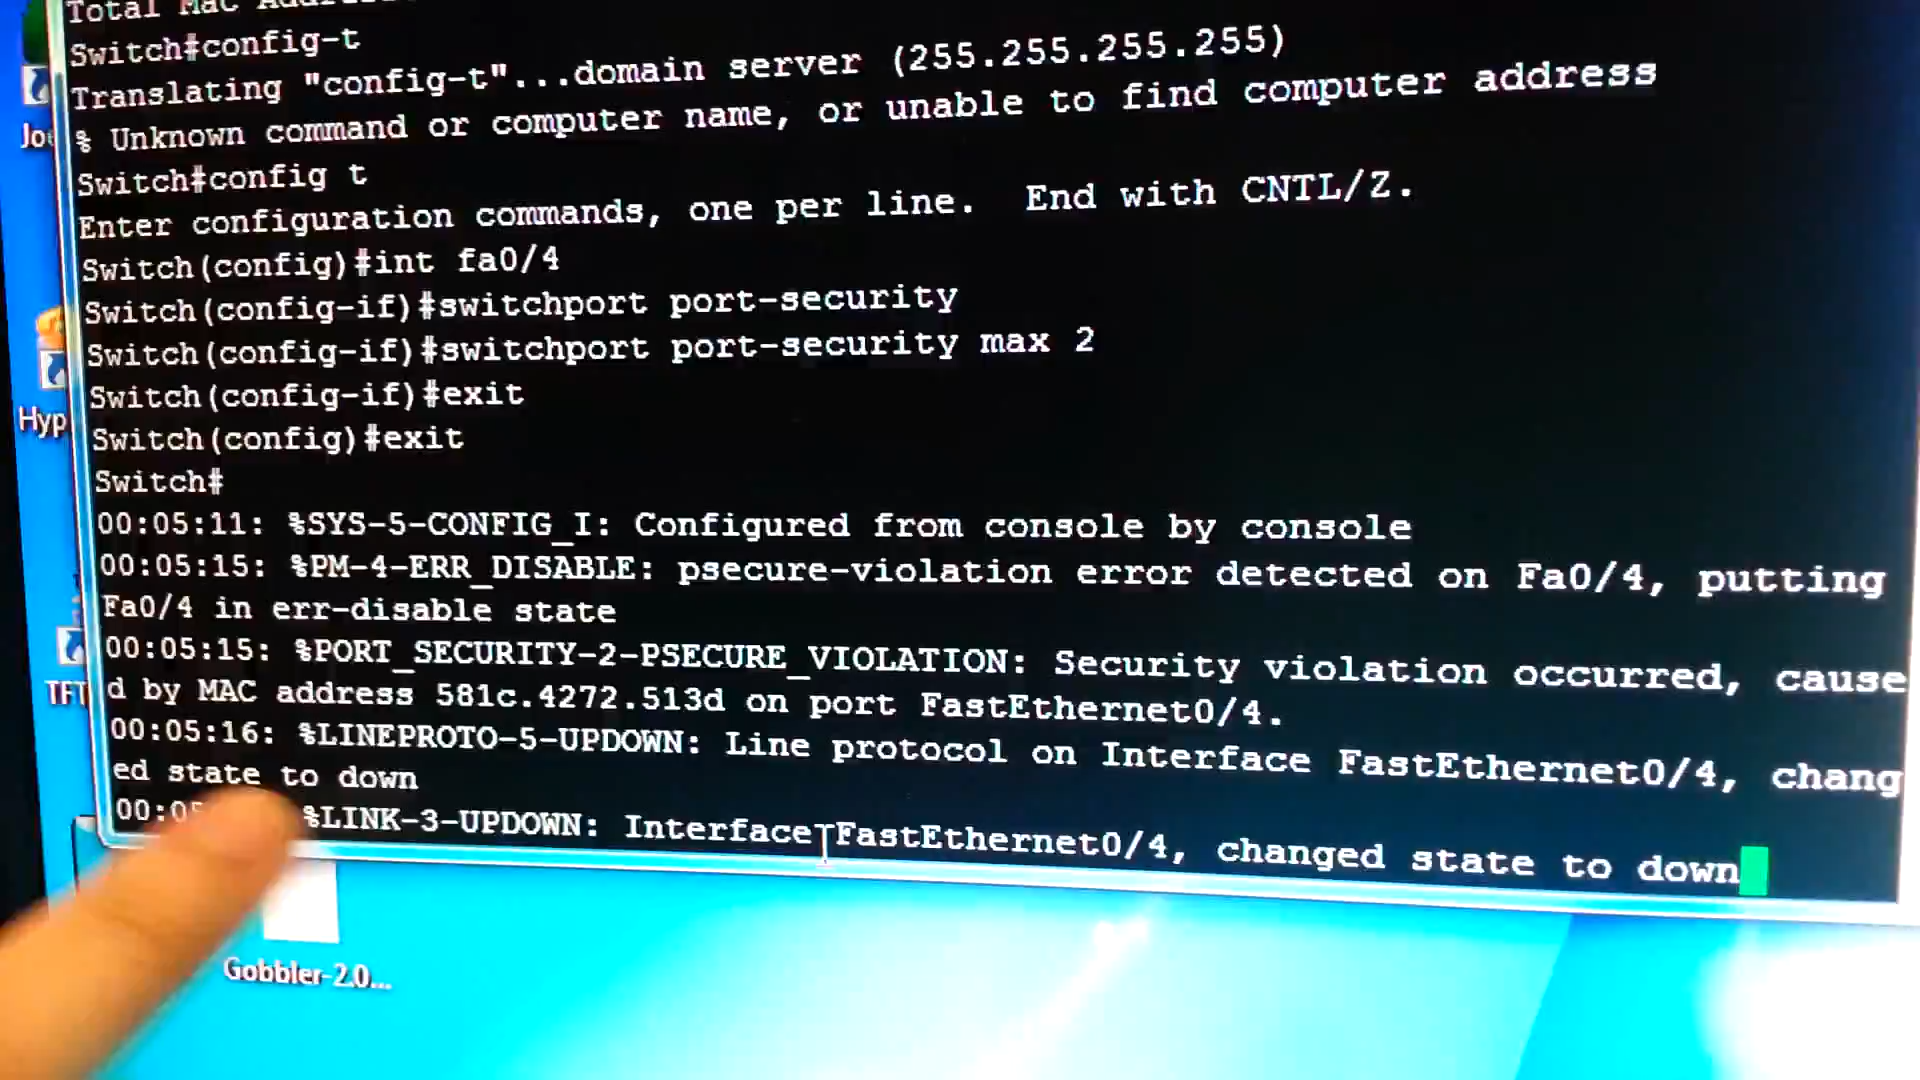 Total Mac
Switch#config-t
Translating "config-t"...domain server (255.255.255.255)
% Unknown command or computer name, or unable to find computer address
Switch#config t
Enter configuration commands, one per line.  End with CNTL/Z.
Switch(config)#int fa0/4
Switch(config-if)#switchport port-security
Switch(config-if)#switchport port-security max 2
Switch(config-if)#exit
Switch(config)#exit
Switch#
00:05:11: %SYS-5-CONFIG_I: Configured from console by console
00:05:15: %PM-4-ERR_DISABLE: psecure-violation error detected on Fa0/4, putting
Fa0/4 in err-disable state
00:05:15: %PORT_SECURITY-2-PSECURE_VIOLATION: Security violation occurred, cause
d by MAC address 581c.4272.513d on port FastEthernet0/4.
00:05:16: %LINEPROTO-5-UPDOWN: Line protocol on Interface FastEthernet0/4, chang
ed state to down
%LINK-3-UPDOWN: Interface FastEthernet0/4, changed state to down
Hyp
TFT
Gobbler-2.0...